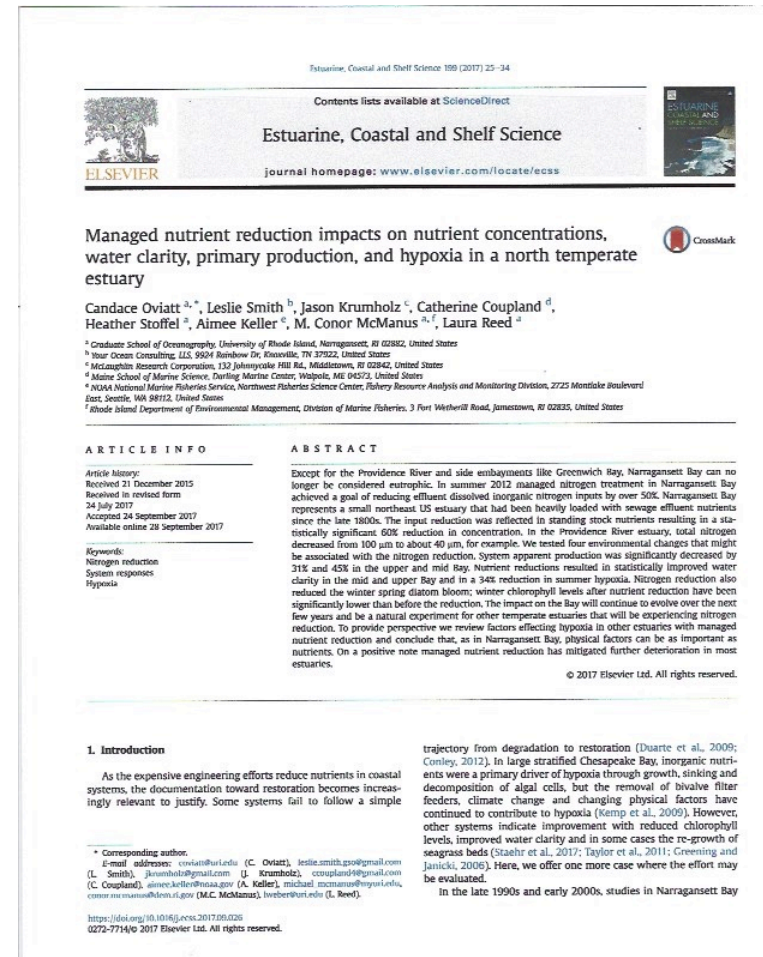 Estuarine, Coastal and Shelf Science 199 (2017) 25–34
Contents lists available at ScienceDirect
Estuarine, Coastal and Shelf Science
journal homepage: www.elsevier.com/locate/ecss
ELSEVIER
ESTUARINE
COASTAL AND
SHELF SCIENCE
Managed nutrient reduction impacts on nutrient concentrations,
water clarity, primary production, and hypoxia in a north temperate
estuary
CrossMark
Candace Oviatt a, *, Leslie Smith b, Jason Krumholz c, Catherine Coupland d,
Heather Stoffel a, Aimee Keller e, M. Conor McManus a, f, Laura Reed a
a Graduate School of Oceanography, University of Rhode Island, Narragansett, RI 02882, United States
b Your Ocean Consulting, LLS, 9924 Rainbow Dr, Knoxville, TN 37922, United States
c McLaughlin Research Corporation, 132 Johnnycake Hill Rd., Middletown, RI 02842, United States
d Maine School of Marine Science, Darling Marine Center, Walpole, ME 04573, United States
e NOAA National Marine Fisheries Service, Northwest Fisheries Science Center, Fishery Resource Analysis and Monitoring Division, 2725 Montlake Boulevard
East, Seattle, WA 98112, United States
f Rhode Island Department of Environmental Management, Division of Marine Fisheries, 3 Fort Wetherill Road, Jamestown, RI 02835, United States
ARTICLE INFO
Article history:
Received 21 December 2015
Received in revised form
24 July 2017
Accepted 24 September 2017
Available online 28 September 2017
Keywords:
Nitrogen reduction
System responses
Hypoxia
ABSTRACT
Except for the Providence River and side embayments like Greenwich Bay, Narragansett Bay can no
longer be considered eutrophic. In summer 2012 managed nitrogen treatment in Narragansett Bay
achieved a goal of reducing effluent dissolved inorganic nitrogen inputs by over 50%. Narragansett Bay
represents a small northeast US estuary that had been heavily loaded with sewage effluent nutrients
since the late 1800s. The input reduction was reflected in standing stock nutrients resulting in a sta-
tistically significant 60% reduction in concentration. In the Providence River estuary, total nitrogen
decreased from 100 μm to about 40 μm, for example. We tested four environmental changes that might
be associated with the nitrogen reduction. System apparent production was significantly decreased by
31% and 45% in the upper and mid Bay. Nutrient reductions resulted in statistically improved water
clarity in the mid and upper Bay and in a 34% reduction in summer hypoxia. Nitrogen reduction also
reduced the winter spring diatom bloom; winter chlorophyll levels after nutrient reduction have been
significantly lower than before the reduction. The impact on the Bay will continue to evolve over the next
few years and be a natural experiment for other temperate estuaries that will be experiencing nitrogen
reduction. To provide perspective we review factors effecting hypoxia in other estuaries with managed
nutrient reduction and conclude that, as in Narragansett Bay, physical factors can be as important as
nutrients. On a positive note managed nutrient reduction has mitigated further deterioration in most
estuaries.
© 2017 Elsevier Ltd. All rights reserved.
1. Introduction
As the expensive engineering efforts reduce nutrients in coastal
systems, the documentation toward restoration becomes increas-
ingly relevant to justify. Some systems fail to follow a simple
* Corresponding author.
E-mail addresses: coviatt@uri.edu (C. Oviatt), leslie.smith.gso@gmail.com
(L. Smith), jkrumholz@gmail.com (J. Krumholz), ccoupland4@gmail.com
(C. Coupland), aimee.keller@noaa.gov (A. Keller), michael_mcmanus@my.uri.edu,
conor.mcmanus@dem.ri.gov (M.C. McManus), lweber@uri.edu (L. Reed).
https://doi.org/10.1016/j.ecss.2017.09.026
0272-7714/© 2017 Elsevier Ltd. All rights reserved.
trajectory from degradation to restoration (Duarte et al., 2009;
Conley, 2012). In large stratified Chesapeake Bay, inorganic nutri-
ents were a primary driver of hypoxia through growth, sinking and
decomposition of algal cells, but the removal of bivalve filter
feeders, climate change and changing physical factors have
continued to contribute to hypoxia (Kemp et al., 2009). However,
other systems indicate improvement with reduced chlorophyll
levels, improved water clarity and in some cases the re-growth of
seagrass beds (Staehr et al., 2017; Taylor et al., 2011; Greening and
Janicki, 2006). Here, we offer one more case where the effort may
be evaluated.
In the late 1990s and early 2000s, studies in Narragansett Bay